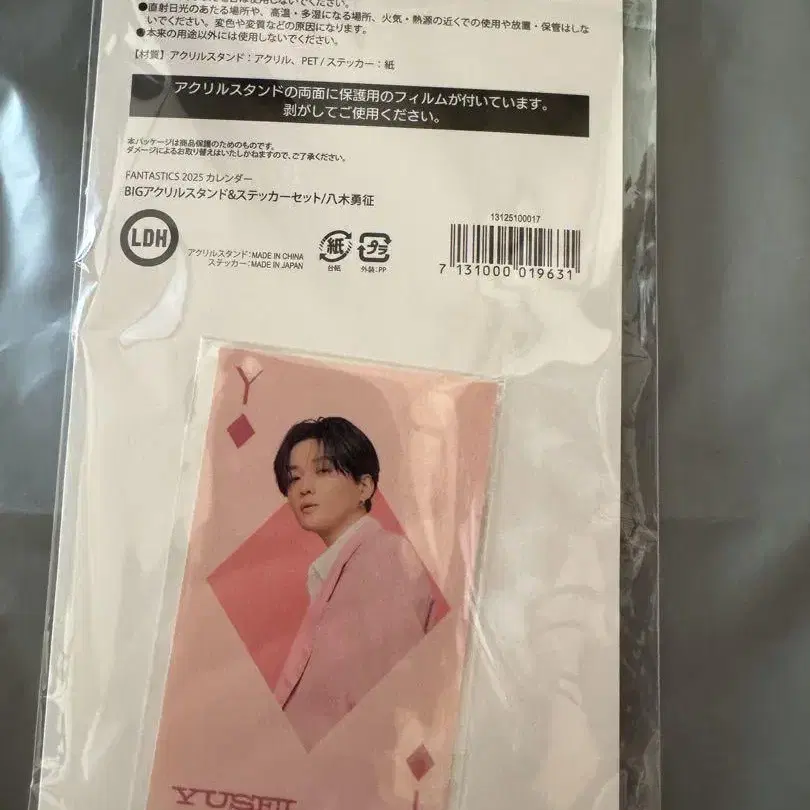 ●直射日光のあたる場所や、高温・多湿になる場所、火気・熱源の近くでの使用や放置・保管はしな
いでください。変色や変質などの原因になります。
●本来の用途以外には使用しないでください。
【材質】アクリルスタンド：アクリル、PET / ステッカー：紙
アクリルスタンドの両面に保護用のフィルムが付いています。
剥がしてご使用ください。
本パッケージは商品保護のためのものです。
ダメージによるお取り替えはいたしかねますので、ご了承ください。
FANTASTICS 2025 カレンダー
BIGアクリルスタンド&ステッカーセット/八木勇征
LDH
アクリルスタンド：MADE IN CHINA
ステッカー：MADE IN JAPAN
紙
台紙
プラ
外装：PP
13125100017
7 131000 019631
Y
YUSEI